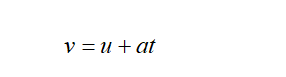 v = u + at